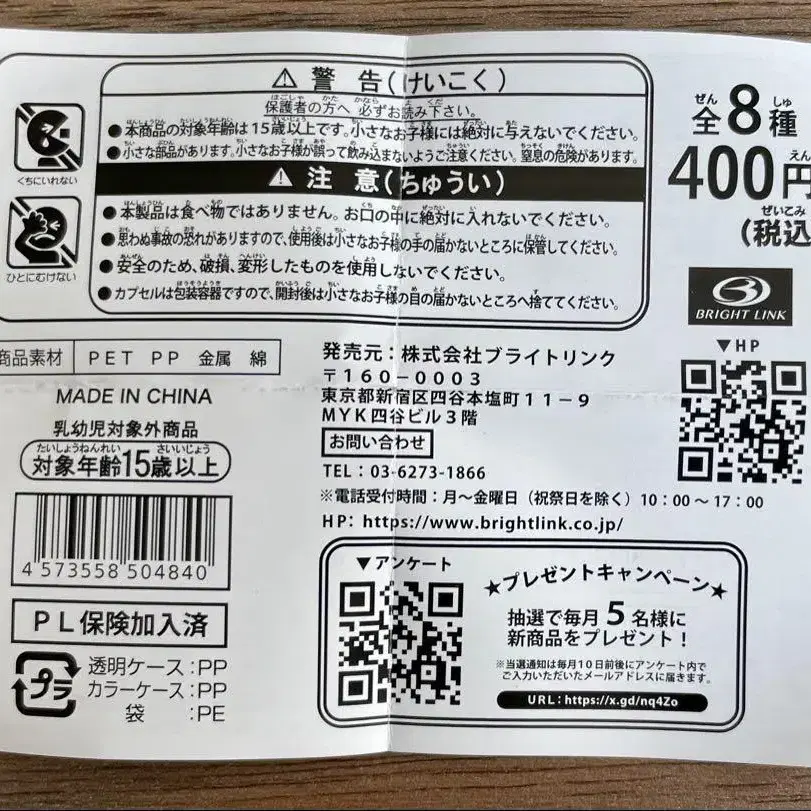 ⚠ 警 告(けいこく)
保護者の方へ 必ずお読み下さい。
●本商品の対象年齢は15歳以上です。小さなお子様には絶対に与えないでください。
●小さな部品があります。小さなお子様が誤って飲み込まないようご注意ください。窒息の危険があります。
くちにいれない
⚠ 注 意(ちゅうい)
●本製品は食べ物ではありません。お口の中に絶対に入れないでください。
●思わぬ事故の恐れがありますので、使用後は小さなお子様の手の届かないところに保管してください。
●安全のため、破損、変形したものを使用しないでください。
●カプセルは包装容器ですので、開封後は小さなお子様の目の届かないところへ捨ててください。
ひとにむけない
全8種
400円
(税込
BRIGHT LINK
▼HP
商品素材 PET PP 金属 綿
MADE IN CHINA
乳幼児対象外商品
対象年齢15歳以上
4 573558 504840
PL保険加入済
プラ
透明ケース:PP
カラーケース:PP
袋 :PE
発売元:株式会社ブライトリンク
〒160-0003
東京都新宿区四谷本塩町11-9
MYK四谷ビル3階
お問い合わせ
TEL: 03-6273-1866
※電話受付時間:月〜金曜日(祝祭日を除く)10:00〜17:00
HP: https://www.brightlink.co.jp/
▼アンケート
★プレゼントキャンペーン★
抽選で毎月5名様に
新商品をプレゼント!
※当選通知は毎月10日前後にアンケート内で
ご入力いただいたメールアドレスに届きます。
URL:https://x.gd/nq4Zo